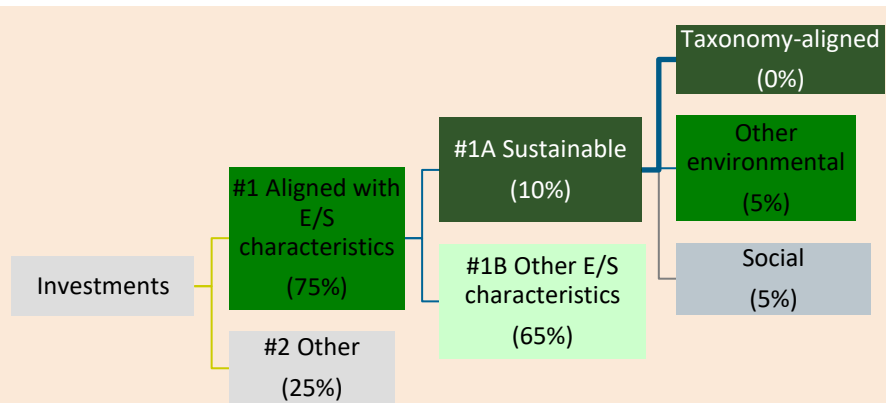 Investments
#1 Aligned with
E/S
characteristics
(75%)
#2 Other
(25%)
#1A Sustainable
(10%)
#1B Other E/S
characteristics
(65%)
Taxonomy-aligned
(0%)
Other
environmental
(5%)
Social
(5%)